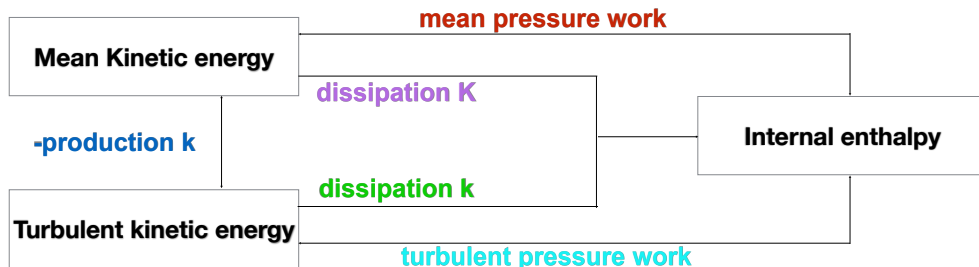 mean pressure work
Mean Kinetic energy
dissipation K
-production k
Internal enthalpy
dissipation k
Turbulent kinetic energy
turbulent pressure work